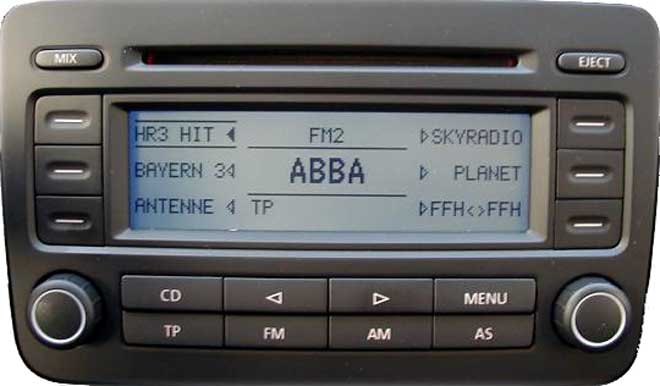 MIX EJECT
HR3 HIT FM2 SKYRADIO
BAYERN 3 ABBA PLANET
ANTENNE TP FFH<>FFH
CD MENU
TP FM AM AS